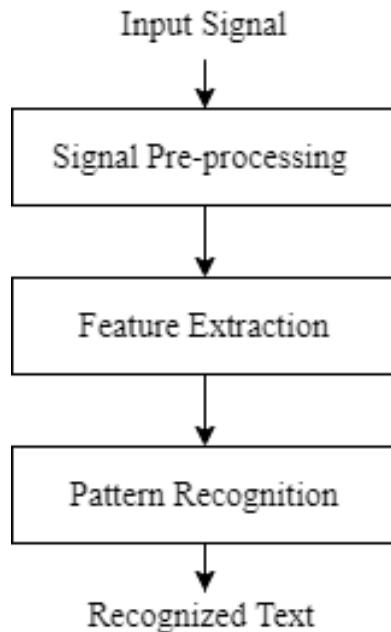 Input Signal
Signal Pre-processing
Feature Extraction
Pattern Recognition
Recognized Text